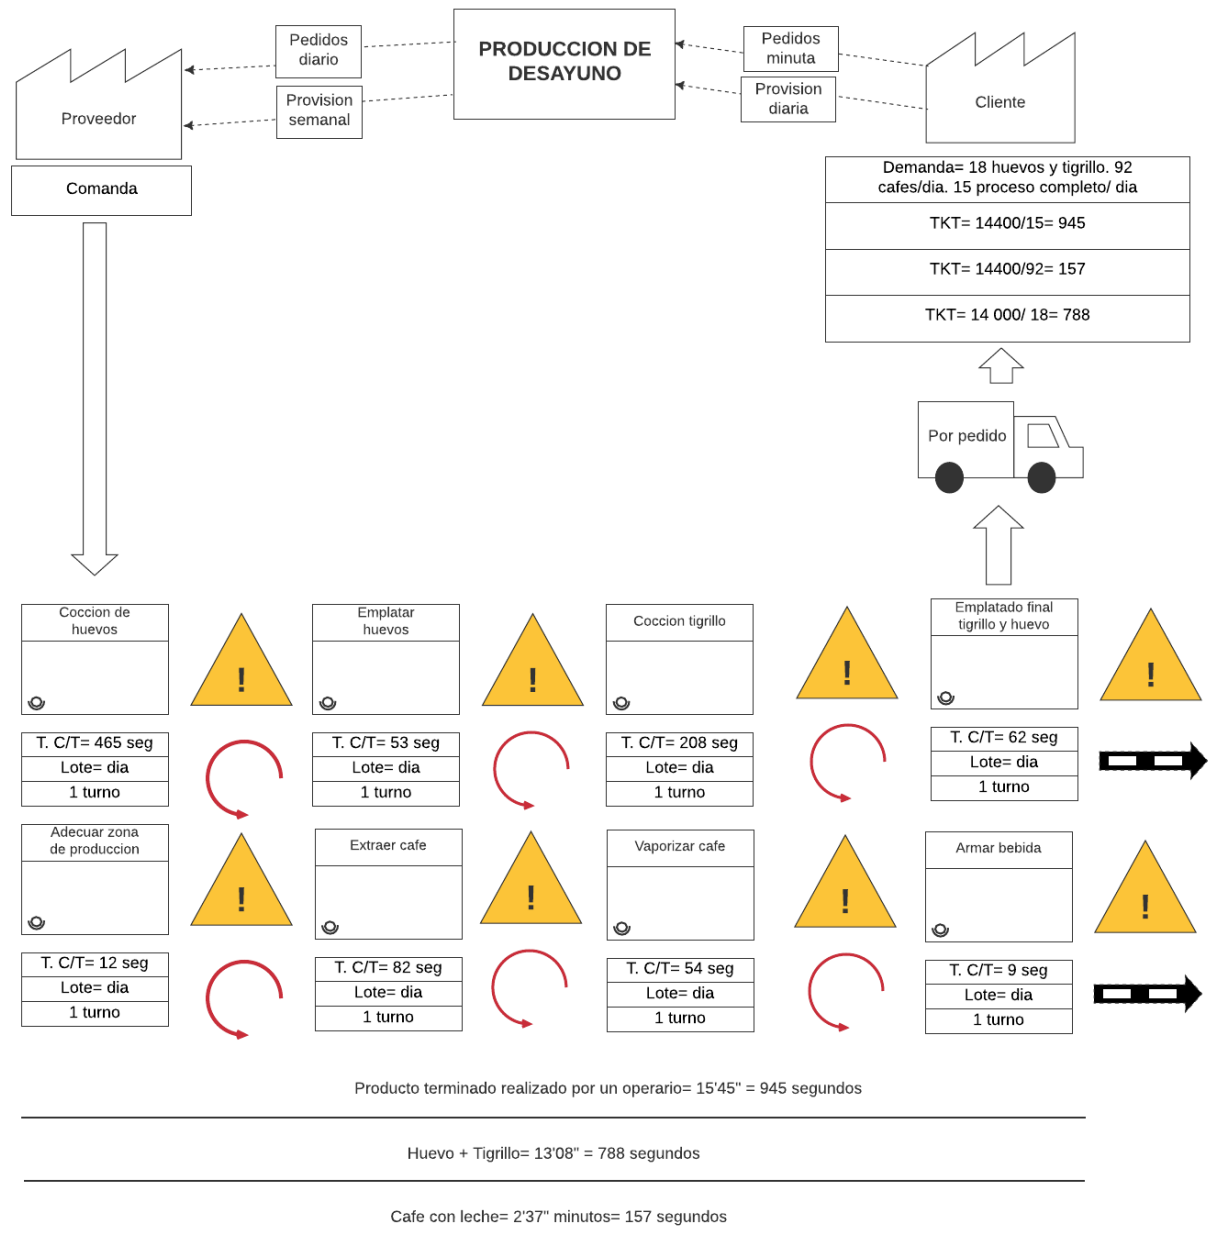 Pedidos
diario
Provision
semanal
PRODUCCION DE
DESAYUNO
Pedidos
minuta
Provision
diaria
Proveedor
Cliente
Comanda
Demanda= 18 huevos y tigrillo. 92
cafes/dia. 15 proceso completo/ dia
TKT= 14400/15= 945
TKT= 14400/92= 157
TKT= 14 000/ 18= 788
Por pedido
Coccion de
huevos
!
T. C/T= 465 seg
Lote= dia
1 turno
Emplatar
huevos
!
T. C/T= 53 seg
Lote= dia
1 turno
Coccion tigrillo
!
T. C/T= 208 seg
Lote= dia
1 turno
Emplatado final
tigrillo y huevo
!
T. C/T= 62 seg
Lote= dia
1 turno
Adecuar zona
de produccion
!
T. C/T= 12 seg
Lote= dia
1 turno
Extraer cafe
!
T. C/T= 82 seg
Lote= dia
1 turno
Vaporizar cafe
!
T. C/T= 54 seg
Lote= dia
1 turno
Armar bebida
!
T. C/T= 9 seg
Lote= dia
1 turno
Producto terminado realizado por un operario= 15'45" = 945 segundos
Huevo + Tigrillo= 13'08" = 788 segundos
Cafe con leche= 2'37" minutos= 157 segundos